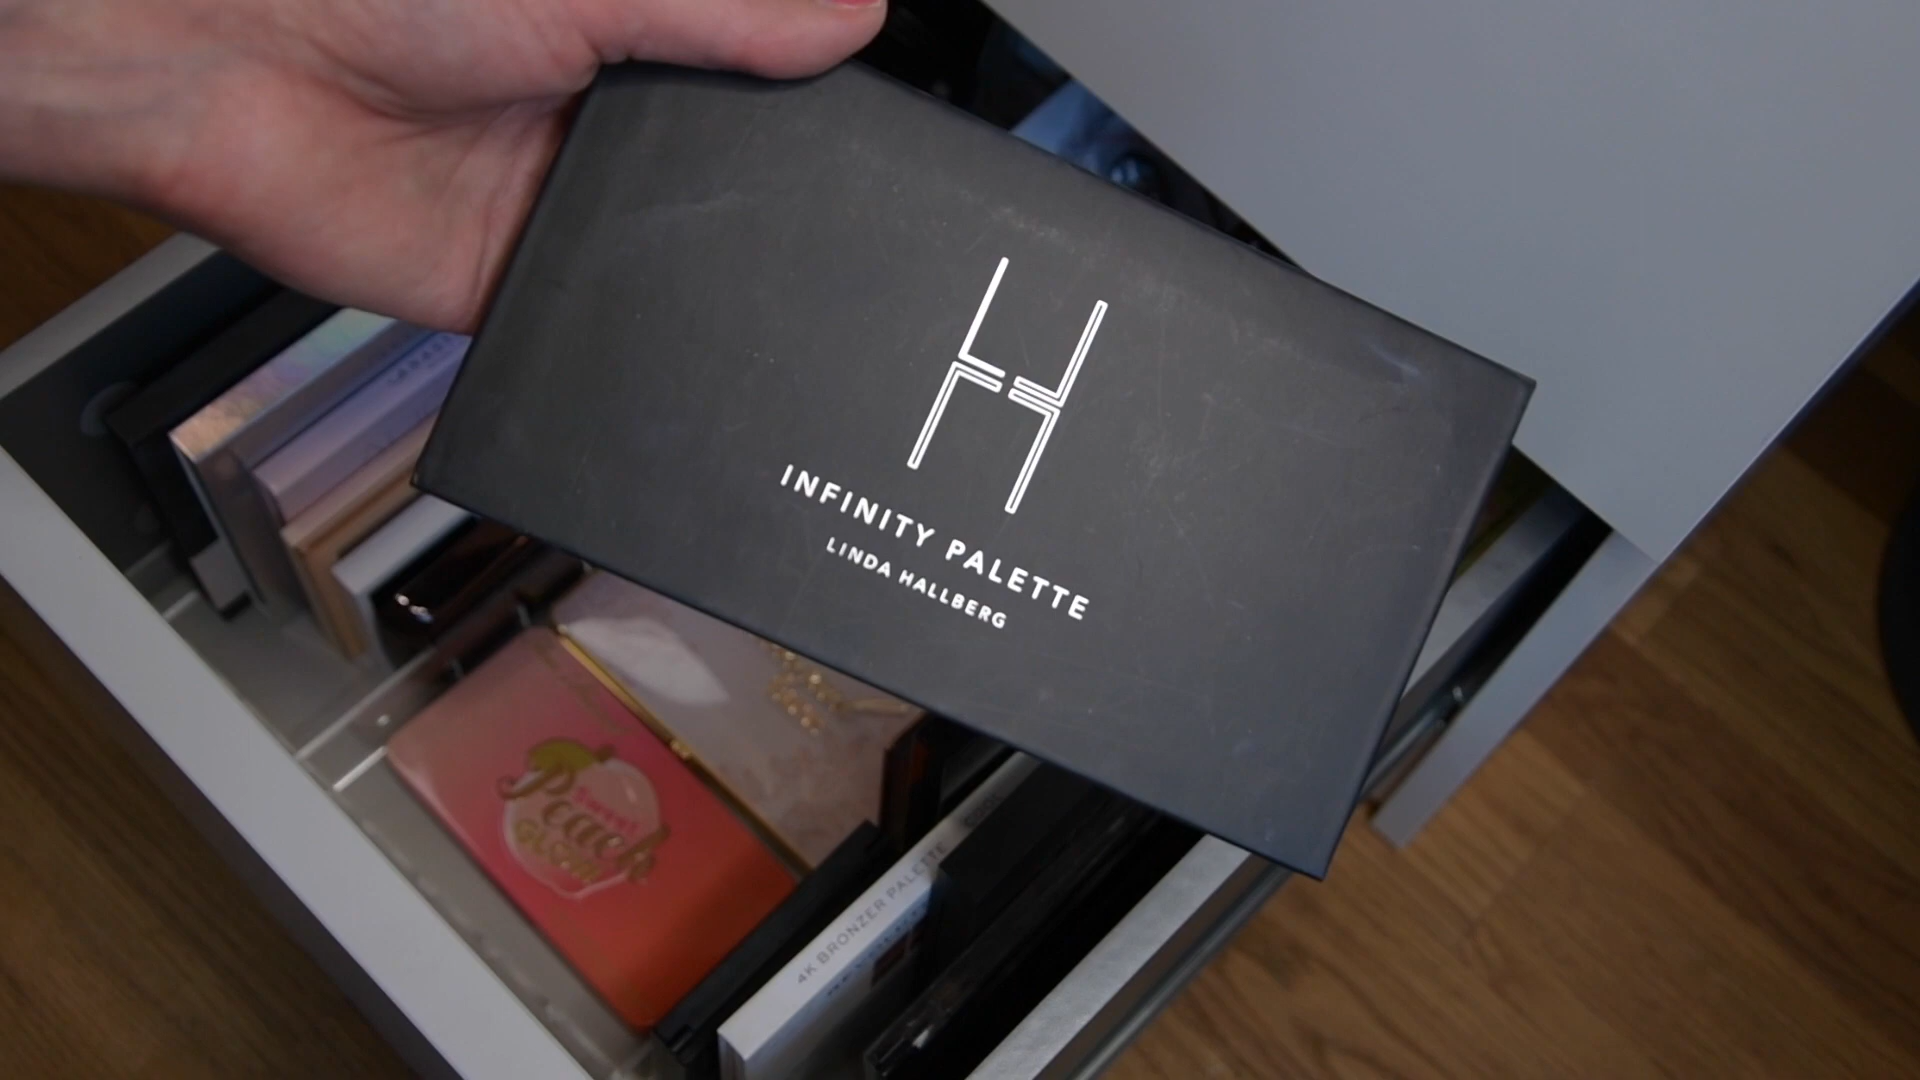 INFINITY PALETTE
LINDA HALLBERG
Sweet
Peach
Glow
4K BRONZER PALETTE